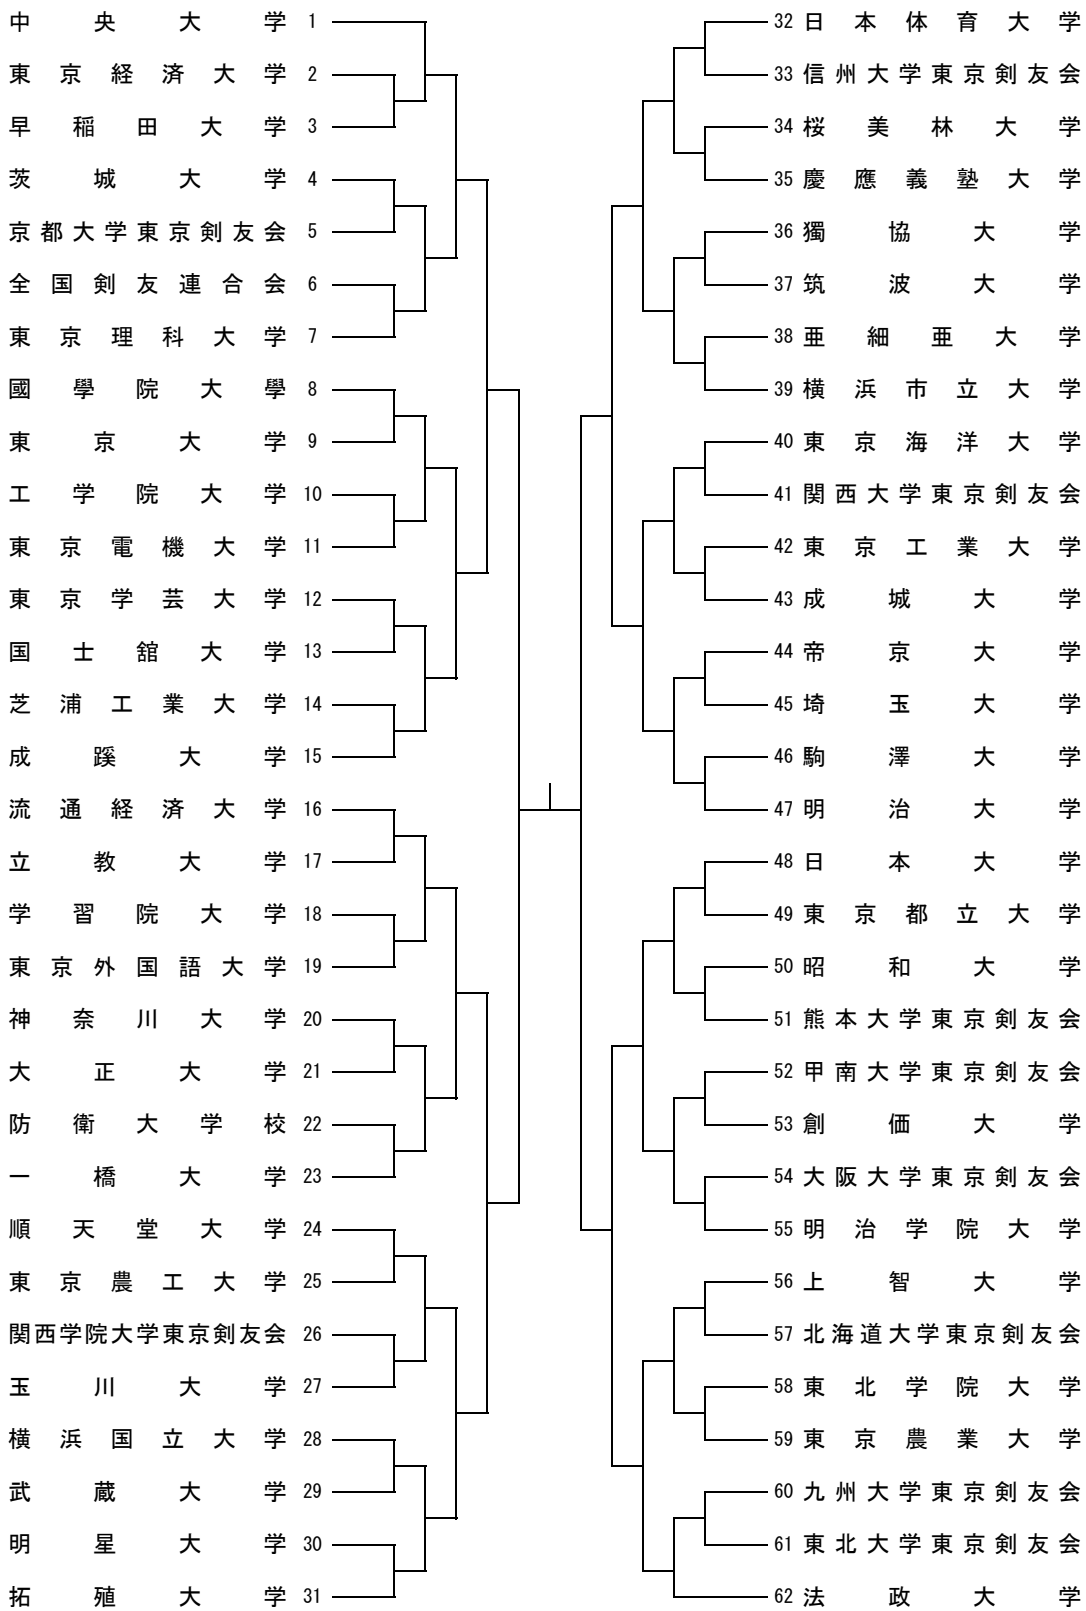 中央大学 1
東京経済大学 2
早稲田大学 3
茨城大学 4
京都大学東京剣友会 5
全国剣友連合会 6
東京理科大学 7
國學院大學 8
東京大学 9
工学院大学 10
東京電機大学 11
東京学芸大学 12
国士舘大学 13
芝浦工業大学 14
成蹊大学 15
流通経済大学 16
立教大学 17
学習院大学 18
東京外国語大学 19
神奈川大学 20
大正大学 21
防衛大学校 22
一橋大学 23
順天堂大学 24
東京農工大学 25
関西学院大学東京剣友会 26
玉川大学 27
横浜国立大学 28
武蔵大学 29
明星大学 30
拓殖大学 31
32 日本体育大学
33 信州大学東京剣友会
34 桜美林大学
35 慶應義塾大学
36 獨協大学
37 筑波大学
38 亜細亜大学
39 横浜市立大学
40 東京海洋大学
41 関西大学東京剣友会
42 東京工業大学
43 成城大学
44 帝京大学
45 埼玉大学
46 駒澤大学
47 明治大学
48 日本大学
49 東京都立大学
50 昭和大学
51 熊本大学東京剣友会
52 甲南大学東京剣友会
53 創価大学
54 大阪大学東京剣友会
55 明治学院大学
56 上智大学
57 北海道大学東京剣友会
58 東北学院大学
59 東京農業大学
60 九州大学東京剣友会
61 東北大学東京剣友会
62 法政大学